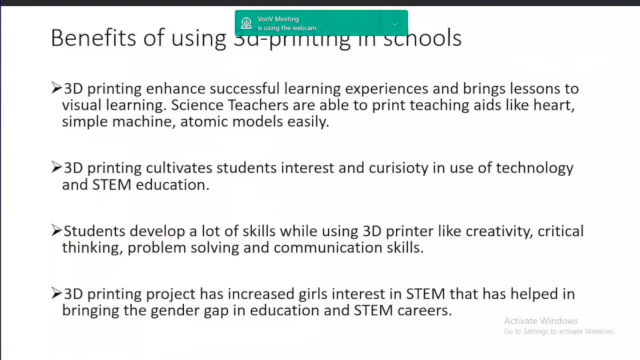 VooV Meeting
is using the webcam
Benefits of using 3d-printing in schools
➢3D printing enhance successful learning experiences and brings lessons to
visual learning. Science Teachers are able to print teaching aids like heart,
simple machine, atomic models easily.
➢3D printing cultivates students interest and curisioty in use of technology
and STEM education.
➢Students develop a lot of skills while using 3D printer like creativity, critical
thinking, problem solving and communication skills.
➢3D printing project has increased girls interest in STEM that has helped in
bringing the gender gap in education and STEM careers.
Activate Windows
Go to Settings to activate Windows.